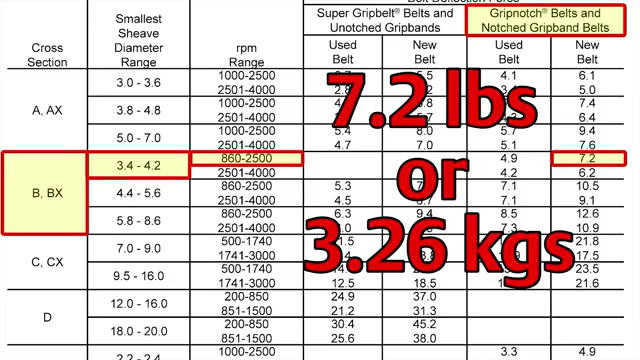 Belt Deflection Force
Super Gripbelt® Belts and Unotched Gripbands
Gripnotch® Belts and Notched Gripband Belts
Cross Section
Smallest Sheave Diameter Range
rpm Range
Used Belt
New Belt
Used Belt
New Belt
A, AX
3.0 - 3.6
1000-2500 4.1 6.1
2501-4000 5.0
3.8 - 4.8
1000-2500 7.4
2501-4000 6.4
5.0 - 7.0
1000-2500 5.4 8.0 5.7 9.4
2501-4000 4.7 7.0 5.1 7.6
B, BX
3.4 - 4.2
860-2500 4.9 7.2
2501-4000 4.2 6.2
4.4 - 5.6
860-2500 5.3 7.1 10.5
2501-4000 7.1 9.1
5.8 - 8.6
860-2500 6.3 9.4 8.5 12.6
2501-4000 7.3 10.9
C, CX
7.0 - 9.0
500-1740 21.8
1741-3000 17.5
9.5 - 16.0
500-1740 23.5
1741-3000 12.5 18.5 21.6
D
12.0 - 16.0
200-850 24.9 37.0
851-1500 21.2 31.3
18.0 - 20.0
200-850 30.4 45.2
851-1500 25.6 38.0
2.2 - 2.4
1000-2500 3.3 4.9
7.2 lbs
or
3.26 kgs